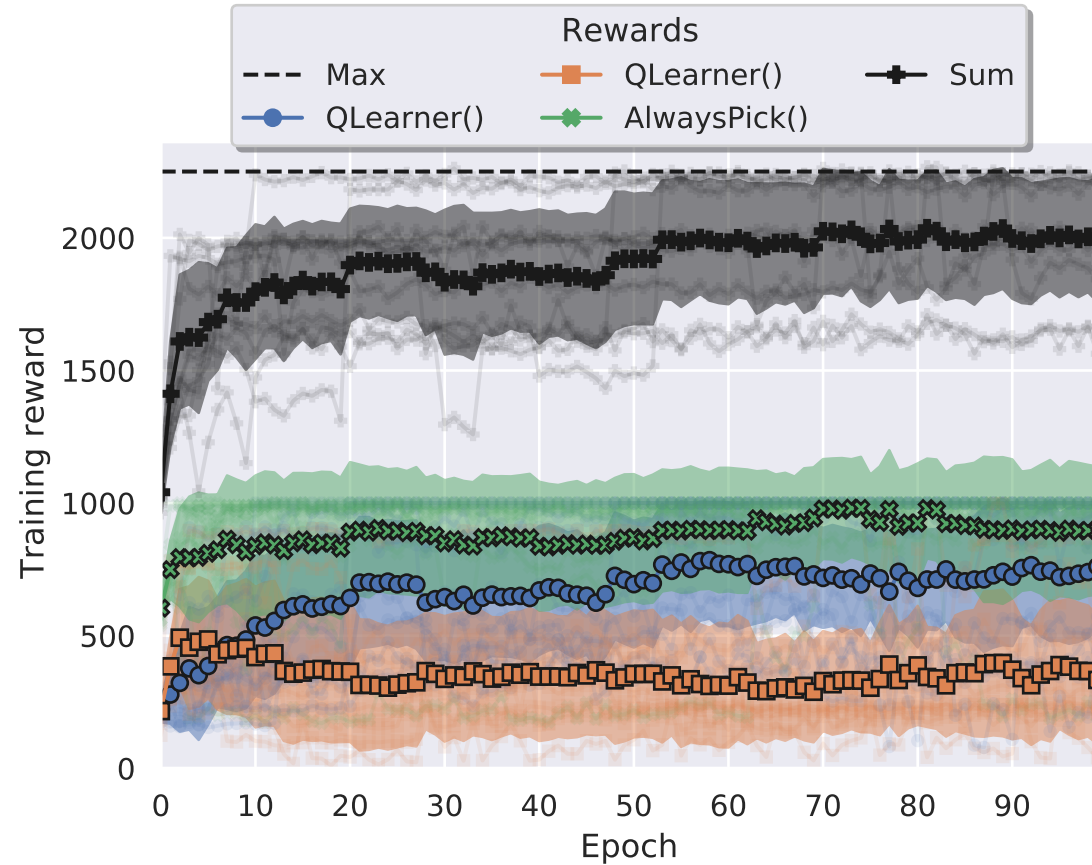 Rewards
Max QLearner() Sum
QLearner() AlwaysPick()
Training reward
2000
1500
1000
500
0
0 10 20 30 40 50 60 70 80 90
Epoch